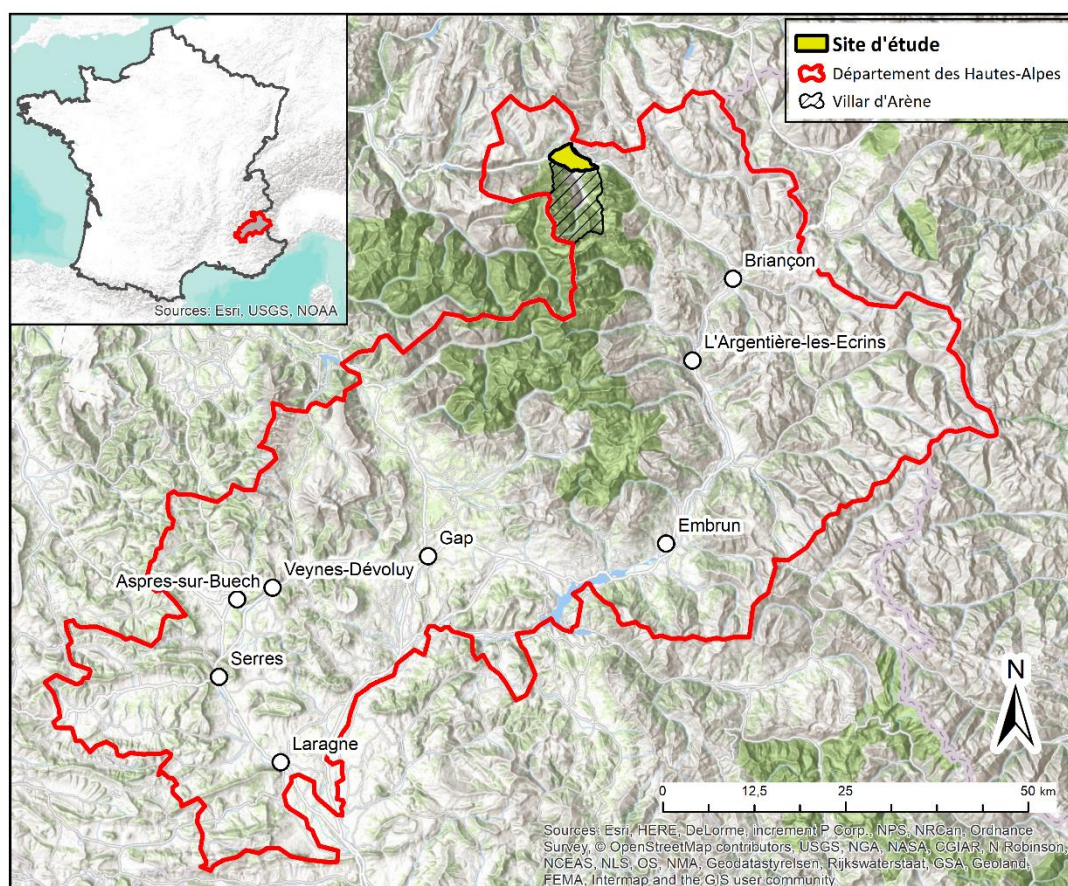 Site d'étude
Département des Hautes-Alpes
Villar d'Arène
Sources: Esri, USGS, NOAA
Briançon
L'Argentière-les-Ecrins
Embrun
Gap
Veynes-Dévoluy
Aspres-sur-Buech
Serres
Laragne
N
0 12,5 25 50 km
Sources: Esri, HERE, DeLorme, increment P Corp., NPS, NRCan, Ordnance
Survey, © OpenStreetMap contributors, USGS, NGA, NASA, CGIAR, N Robinson,
NCEAS, NLS, OS, NMA, Geodatastyrelsen, Rijkswaterstaat, GSA, Geoland,
FEMA, Intermap and the GIS user community